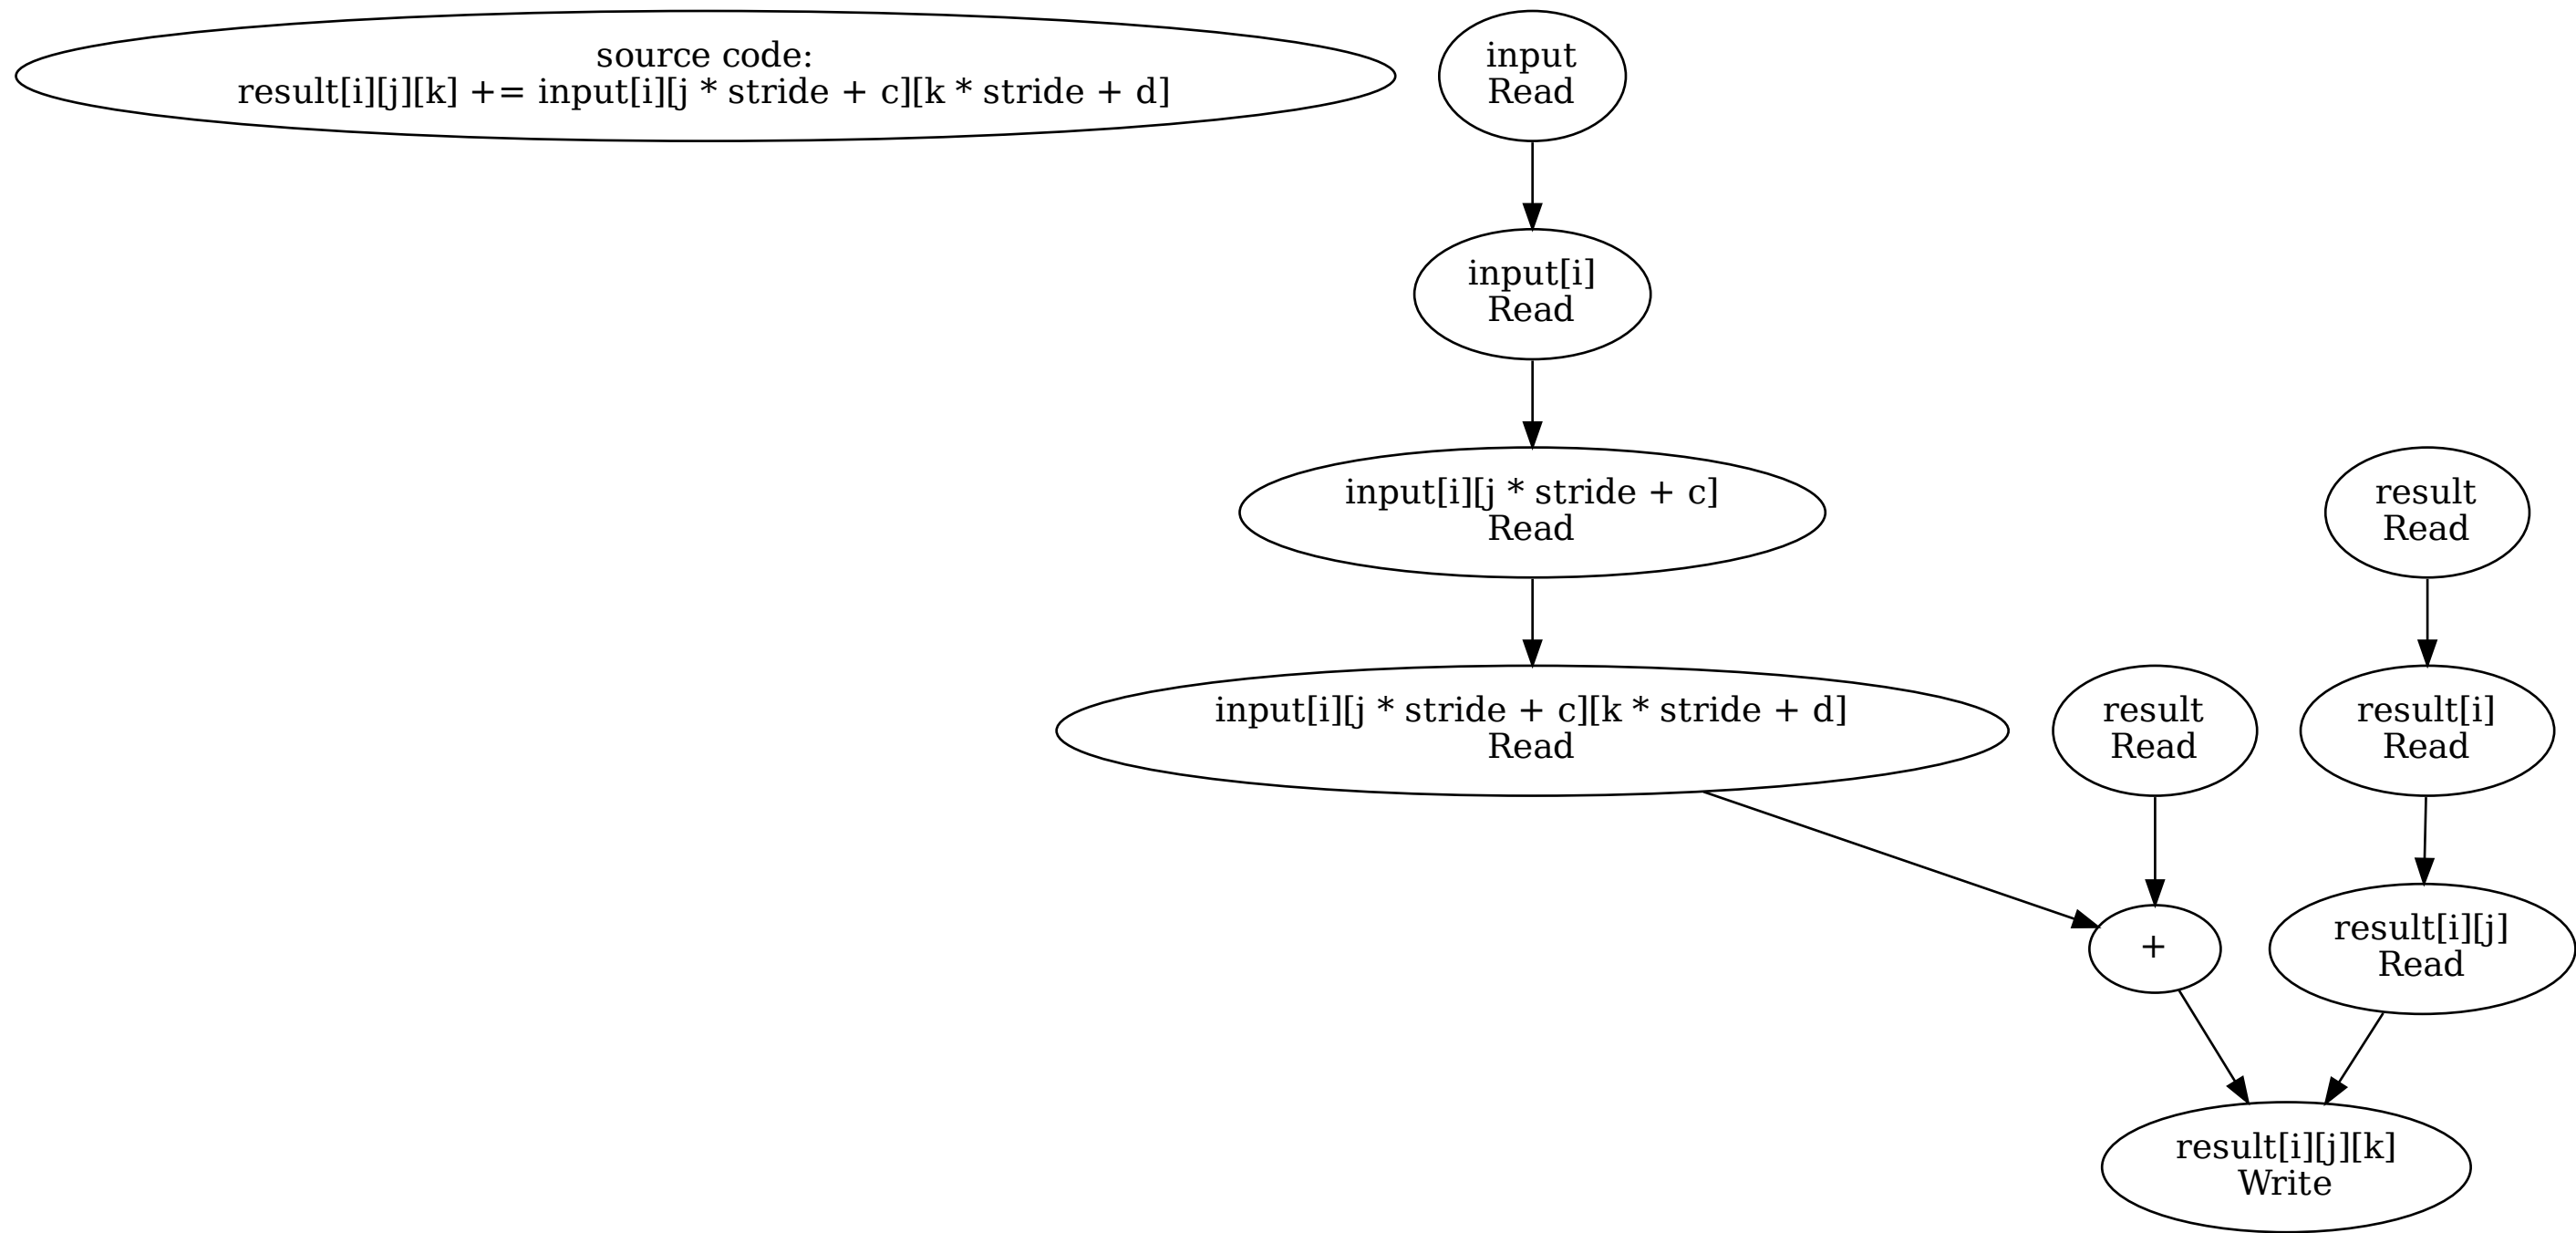 source code:
result[i][j][k] += input[i][j * stride + c][k * stride + d]
input
Read
input[i]
Read
input[i][j * stride + c]
Read
result
Read
input[i][j * stride + c][k * stride + d]
Read
result
Read
result[i]
Read
+
result[i][j]
Read
result[i][j][k]
Write